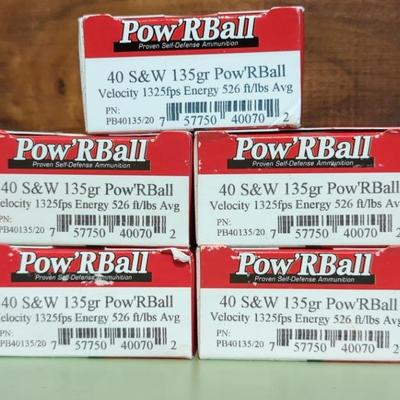 Pow'RBall
Proven Self-Defense Ammunition
40 S&W 135gr Pow'RBall
Velocity 1325fps Energy 526 ft/lbs Avg
PN:
PB40135/20 7 57750 40070 2
Pow'RBall
Proven Self-Defense Ammunition
40 S&W 135gr Pow'RBall
elocity 1325fps Energy 526 ft/lbs Avg
PN:
PB40135/20 7 57750 40070 2
Pow'RBall
Proven Self-Defense Ammunition
40 S&W 135gr Pow'RBall
Velocity 1325fps Energy 526 ft/lbs Avg
PN:
PB40135/20 7 57750 40070 2
Pow'RBall
Proven Self-Defense Ammunition
40 S&W 135gr Pow'RBall
elocity 1325fps Energy 526 ft/lbs Avg
PN:
PB40135/20 7 57750 40070 2
Pow'RBall
Proven Self-Defense Ammunition
40 S&W 135gr Pow'RBall
Velocity 1325fps Energy 526 ft/lbs Avg
PN:
PB40135/20 7 57750 40070 2